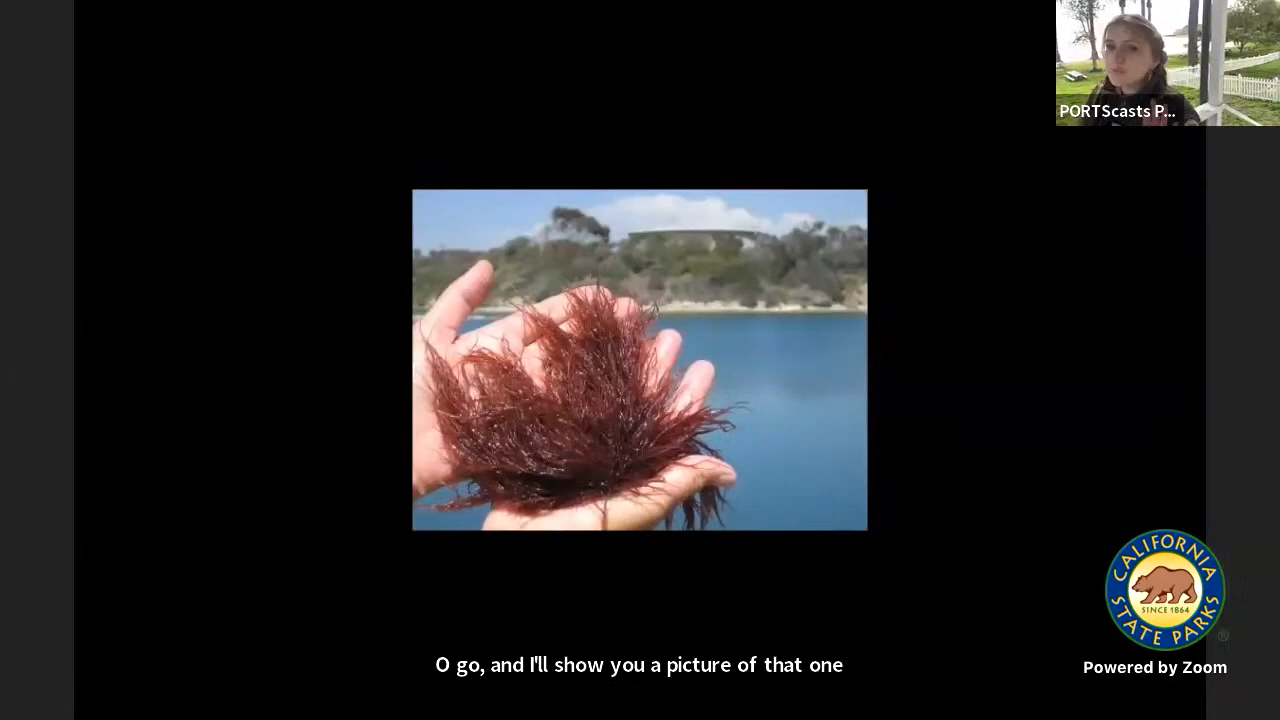 PORTScasts P...
CALIFORNIA
SINCE 1864
STATE PARKS
®
Powered by Zoom
O go, and I'll show you a picture of that one